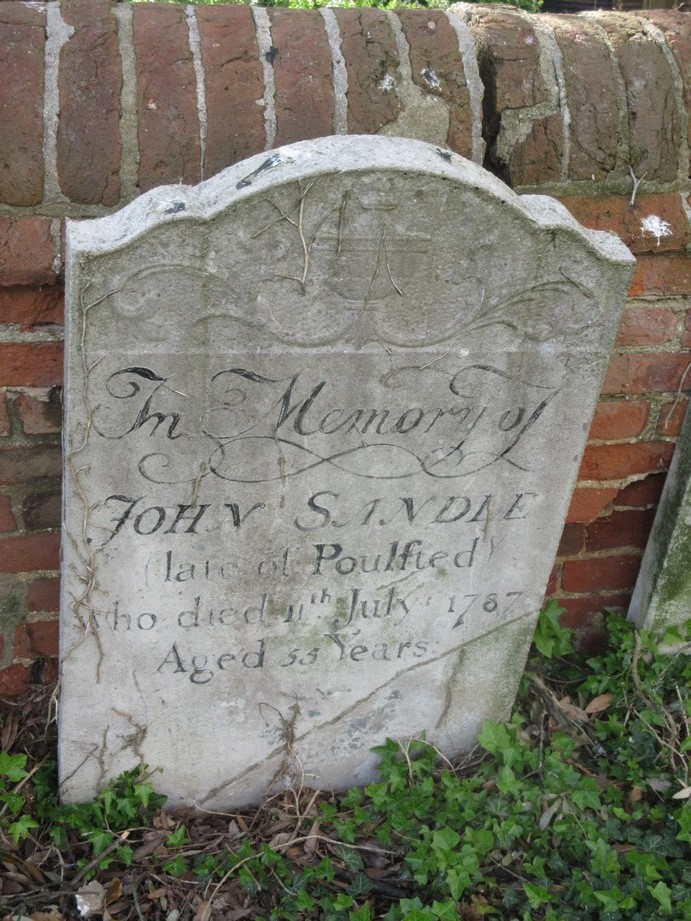 In Memory of
JOHN SANDLE
(late of Poulfied)
who died 11th July 1787
Aged 55 Years.